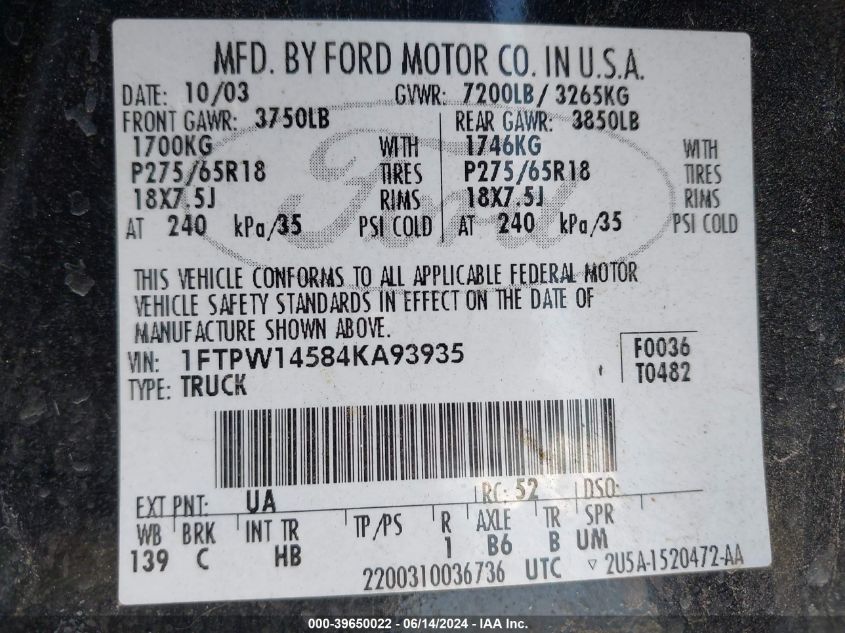 MFD. BY FORD MOTOR CO. IN U.S.A.
DATE: 10/03 GVWR: 7200LB / 3265KG
FRONT GAWR: 3750LB REAR GAWR: 3850LB
1700KG WITH 1746KG WITH
P275/65R18 TIRES P275/65R18 TIRES
18X7.5J RIMS 18X7.5J RIMS
AT 240 kPa/35 PSI COLD AT 240 kPa/35 PSI COLD
Ford
THIS VEHICLE CONFORMS TO ALL APPLICABLE FEDERAL MOTOR
VEHICLE SAFETY STANDARDS IN EFFECT ON THE DATE OF
MANUFACTURE SHOWN ABOVE.
VIN: 1FTPW14584KA93935 F0036
TYPE: TRUCK T0482
EXT PNT: UA RC: 52 DSO:
WB BRK INT TR TP/PS R AXLE TR SPR
139 C HB 1 B6 B UM
2200310036736 UTC ▿ 2U5A-1520472-AA
000-39650022 - 06/14/2024 - IAA Inc.